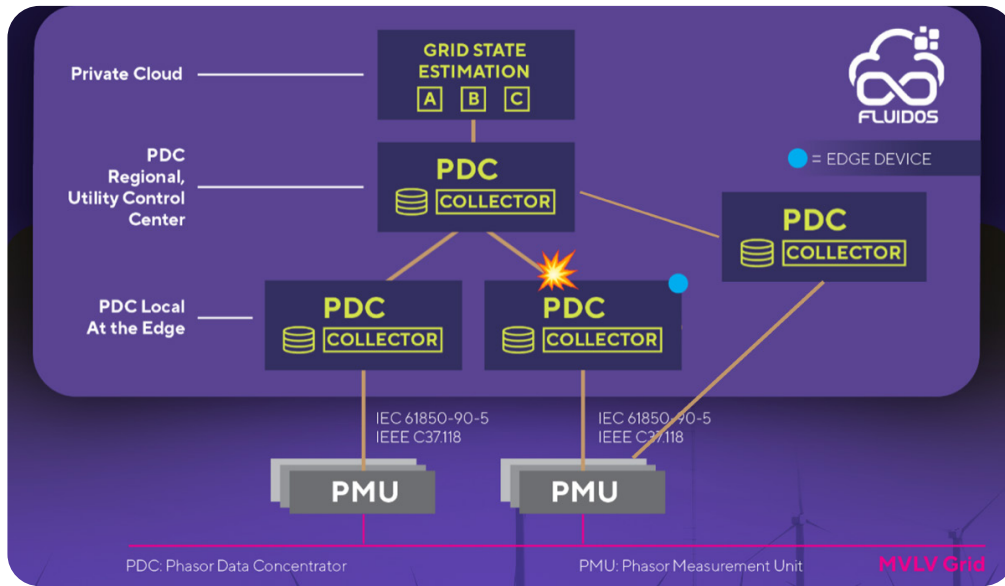 GRID STATE
ESTIMATION
A B C
Private Cloud
FLUIDOS
= EDGE DEVICE
PDC
Regional,
Utility Control
Center
PDC
COLLECTOR
PDC
COLLECTOR
PDC Local
At the Edge
PDC
COLLECTOR
PDC
COLLECTOR
IEC 61850-90-5
IEEE C37.118
IEC 61850-90-5
IEEE C37.118
PMU
PMU
PDC: Phasor Data Concentrator
PMU: Phasor Measurement Unit
MVLV Grid